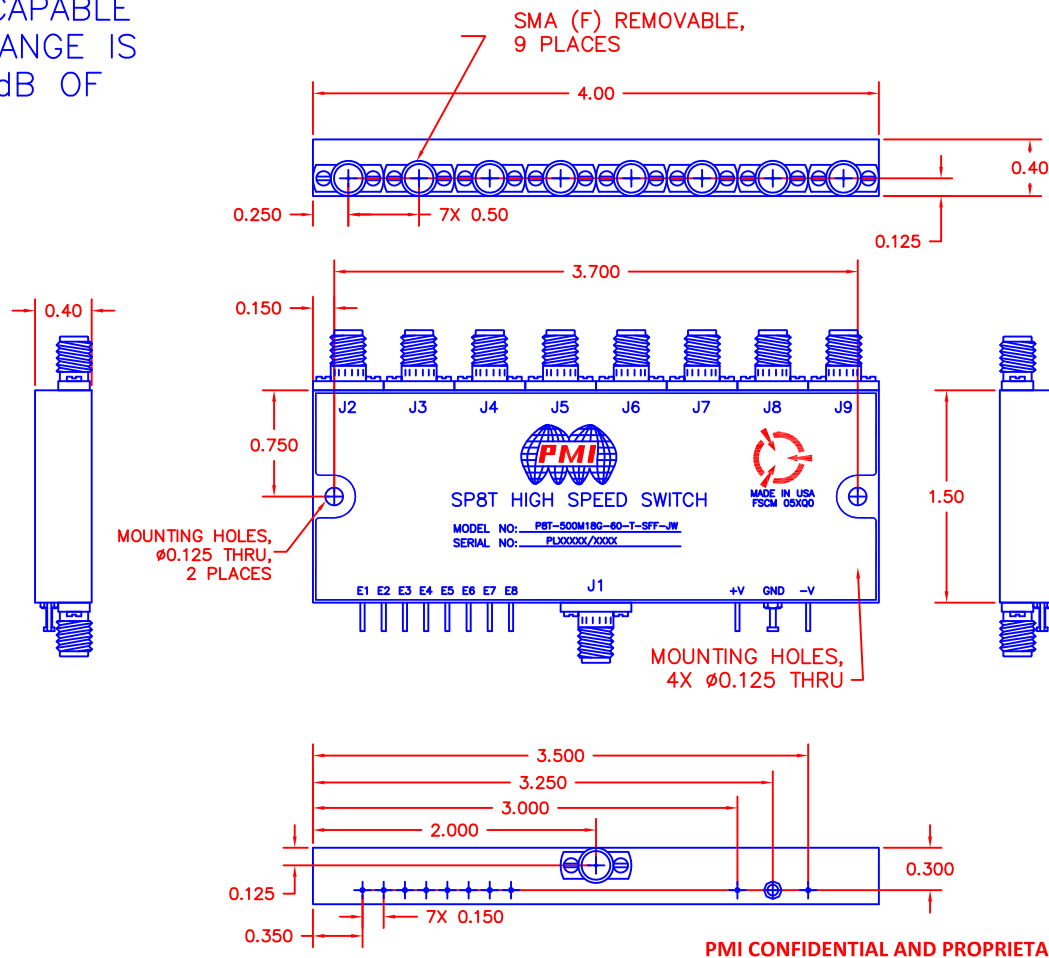 CAPABLE
ANGE IS
dB OF
SMA (F) REMOVABLE,
9 PLACES
4.00
0.40
0.250
7X 0.50
0.125
3.700
0.150
0.40
J2 J3 J4 J5 J6 J7 J8 J9
0.750
PMI
SP8T HIGH SPEED SWITCH
MADE IN USA
FSCM 05XQ0
1.50
MODEL NO: P8T-500M18G-60-T-SFF-JW
SERIAL NO: PLXXXXX/XXXX
MOUNTING HOLES,
ø0.125 THRU,
2 PLACES
E1 E2 E3 E4 E5 E6 E7 E8
J1
+V GND -V
MOUNTING HOLES,
4X ø0.125 THRU
3.500
3.250
3.000
2.000
0.300
0.125
7X 0.150
0.350
PMI CONFIDENTIAL AND PROPRIETA